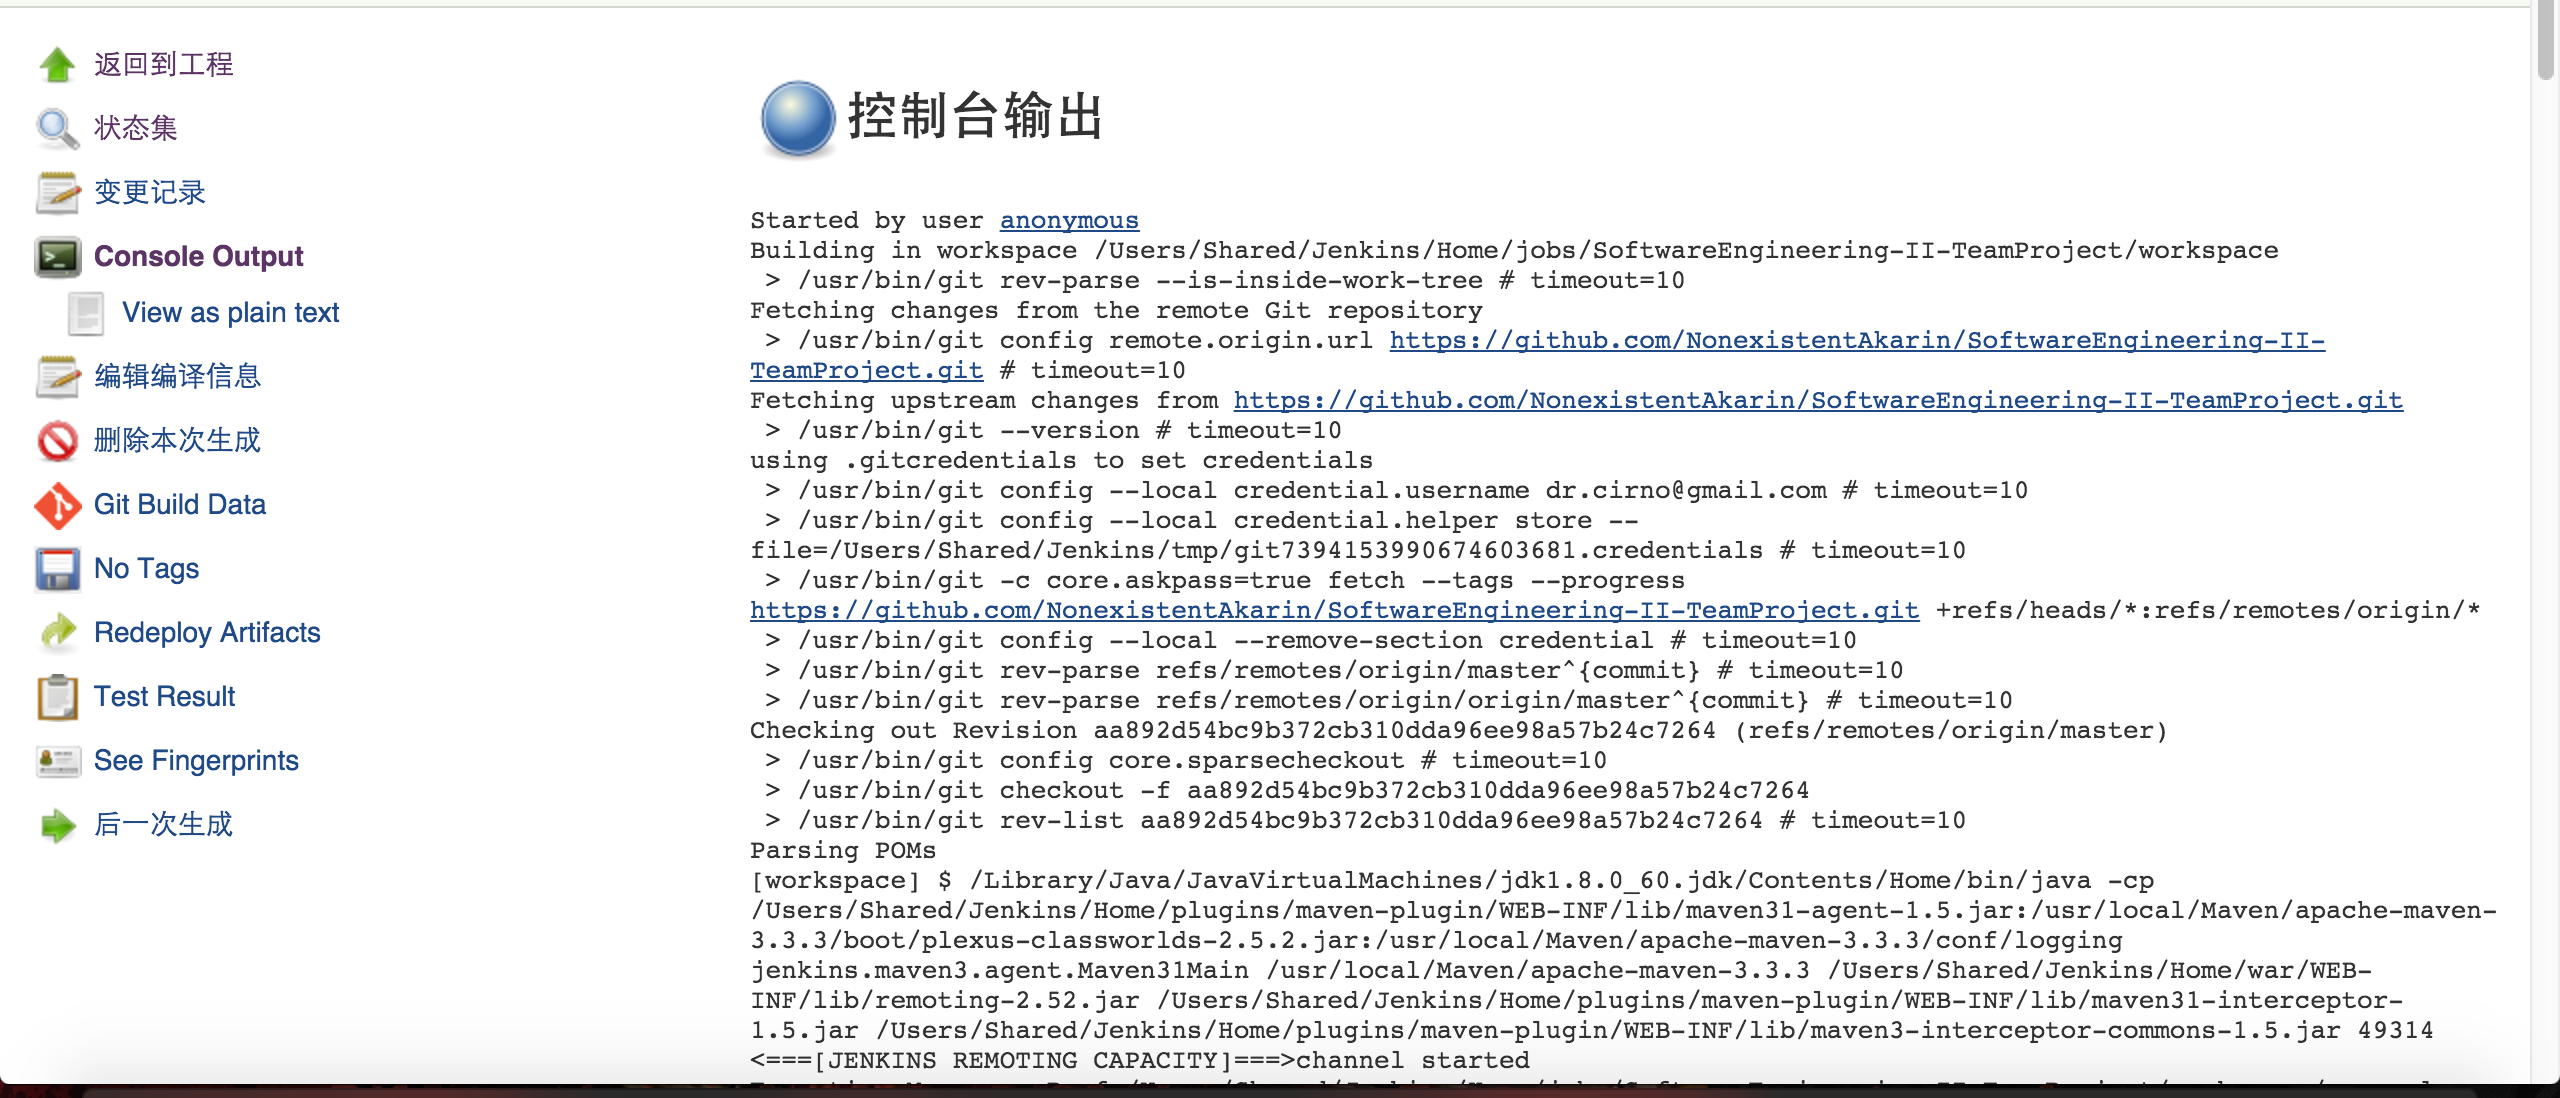 返回到工程
状态集
变更记录
Console Output
View as plain text
编辑编译信息
删除本次生成
Git Build Data
No Tags
Redeploy Artifacts
Test Result
See Fingerprints
后一次生成
控制台输出
Started by user anonymous
Building in workspace /Users/Shared/Jenkins/Home/jobs/SoftwareEngineering-II-TeamProject/workspace
 > /usr/bin/git rev-parse --is-inside-work-tree # timeout=10
Fetching changes from the remote Git repository
 > /usr/bin/git config remote.origin.url https://github.com/NonexistentAkarin/SoftwareEngineering-II-
TeamProject.git # timeout=10
Fetching upstream changes from https://github.com/NonexistentAkarin/SoftwareEngineering-II-TeamProject.git
 > /usr/bin/git --version # timeout=10
using .gitcredentials to set credentials
 > /usr/bin/git config --local credential.username dr.cirno@gmail.com # timeout=10
 > /usr/bin/git config --local credential.helper store --
file=/Users/Shared/Jenkins/tmp/git7394153990674603681.credentials # timeout=10
 > /usr/bin/git -c core.askpass=true fetch --tags --progress
https://github.com/NonexistentAkarin/SoftwareEngineering-II-TeamProject.git +refs/heads/*:refs/remotes/origin/*
 > /usr/bin/git config --local --remove-section credential # timeout=10
 > /usr/bin/git rev-parse refs/remotes/origin/master^{commit} # timeout=10
 > /usr/bin/git rev-parse refs/remotes/origin/origin/master^{commit} # timeout=10
Checking out Revision aa892d54bc9b372cb310dda96ee98a57b24c7264 (refs/remotes/origin/master)
 > /usr/bin/git config core.sparsecheckout # timeout=10
 > /usr/bin/git checkout -f aa892d54bc9b372cb310dda96ee98a57b24c7264
 > /usr/bin/git rev-list aa892d54bc9b372cb310dda96ee98a57b24c7264 # timeout=10
Parsing POMs
[workspace] $ /Library/Java/JavaVirtualMachines/jdk1.8.0_60.jdk/Contents/Home/bin/java -cp
/Users/Shared/Jenkins/Home/plugins/maven-plugin/WEB-INF/lib/maven31-agent-1.5.jar:/usr/local/Maven/apache-maven-
3.3.3/boot/plexus-classworlds-2.5.2.jar:/usr/local/Maven/apache-maven-3.3.3/conf/logging
jenkins.maven3.agent.Maven31Main /usr/local/Maven/apache-maven-3.3.3 /Users/Shared/Jenkins/Home/war/WEB-
INF/lib/remoting-2.52.jar /Users/Shared/Jenkins/Home/plugins/maven-plugin/WEB-INF/lib/maven31-interceptor-
1.5.jar /Users/Shared/Jenkins/Home/plugins/maven-plugin/WEB-INF/lib/maven3-interceptor-commons-1.5.jar 49314
<===[JENKINS REMOTING CAPACITY]===>channel started